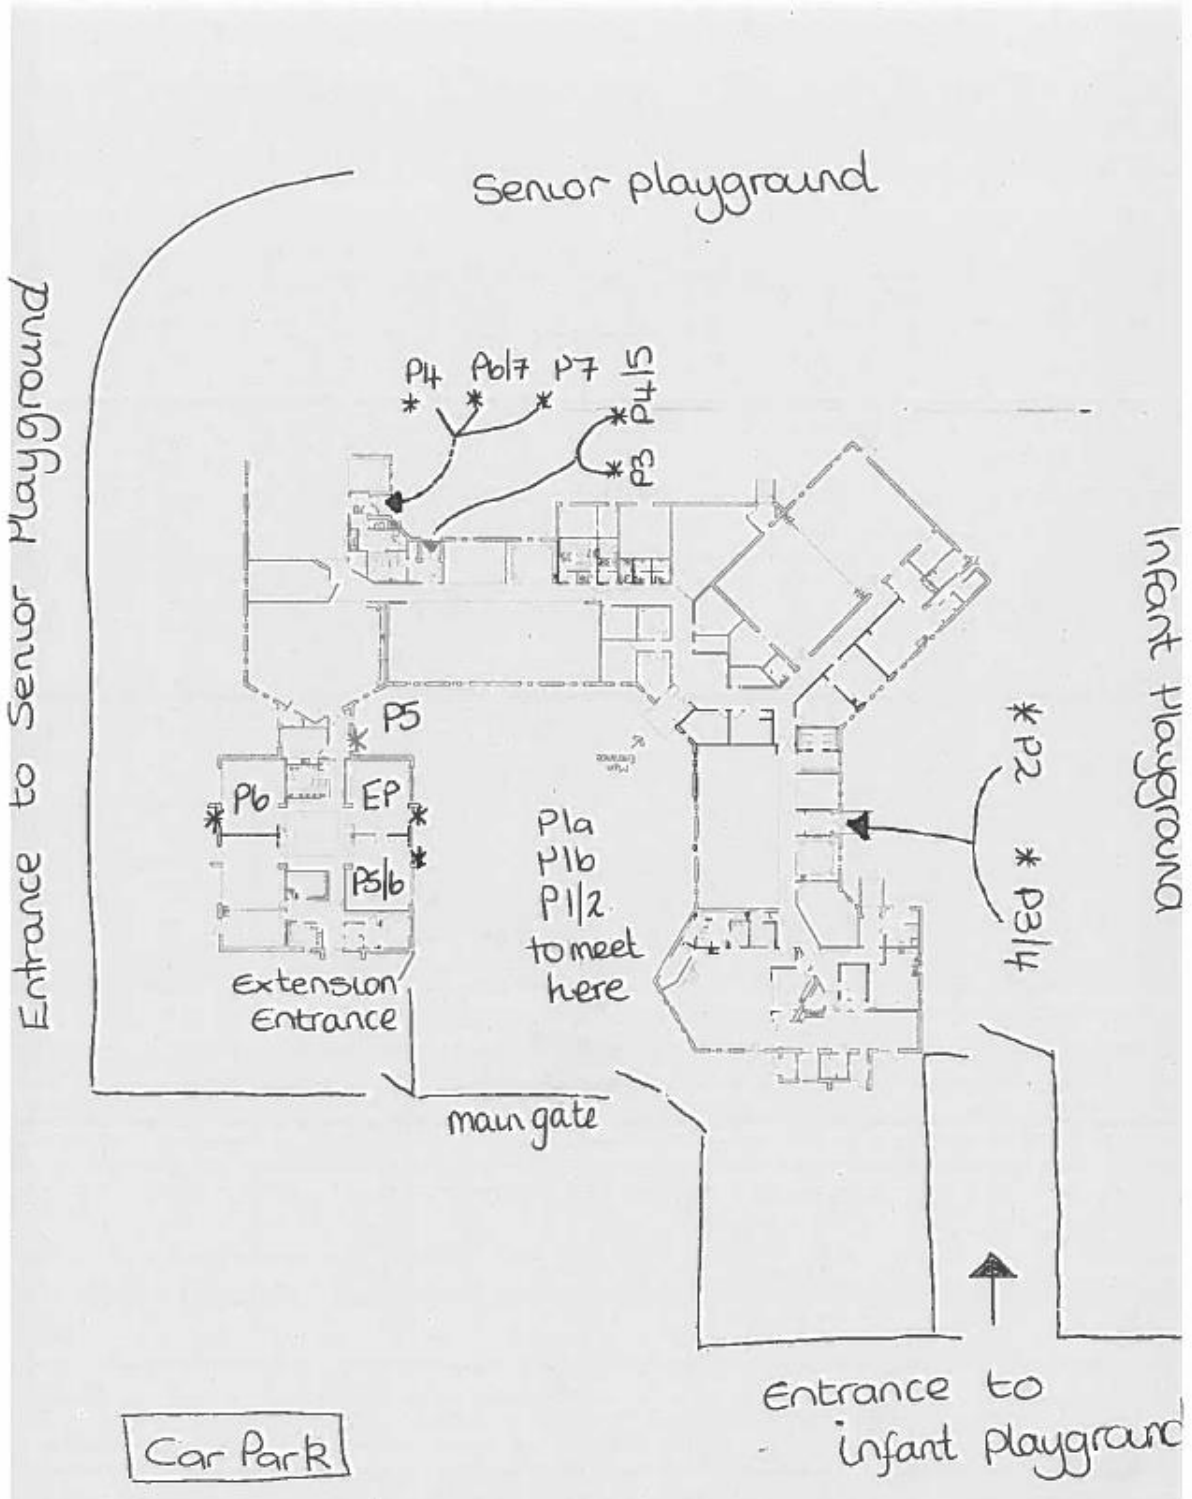 Senior playground
Entrance to Senior Playground
P4 P6/7 P7
P4/5
P3
Infant Playground
P5
Main
Entrance
P6
EP
P5/6
P1a
P1b
P1/2
to meet
here
P2
P3/4
Extension
Entrance
main gate
Entrance to
infant playground
Car Park